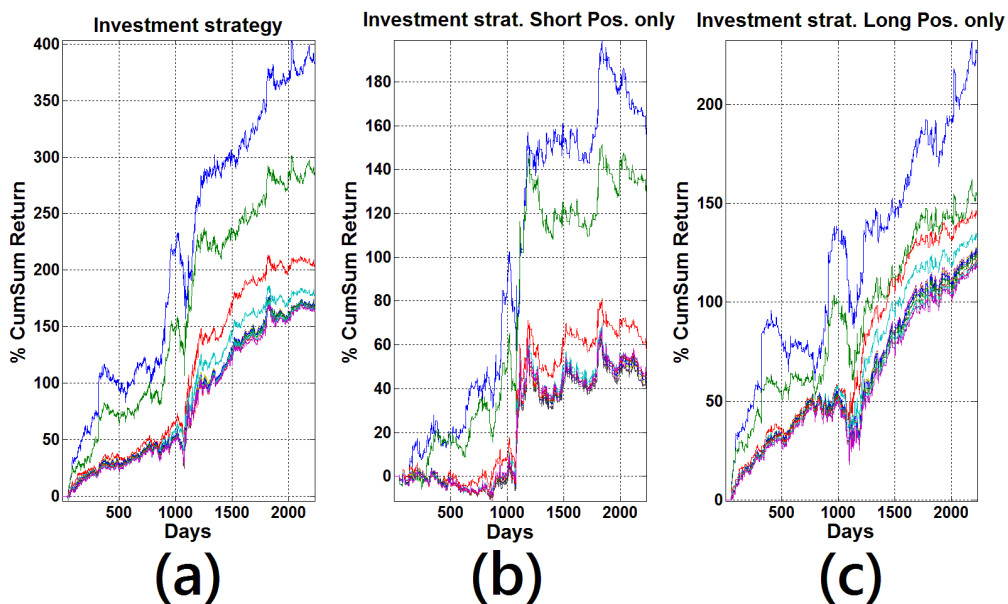 Investment strategy
% CumSum Return
400
350
300
250
200
150
100
50
0
500 1000 1500 2000
Days
(a)
Investment strat. Short Pos. only
% CumSum Return
180
160
140
120
100
80
60
40
20
0
500 1000 1500 2000
Days
(b)
Investment strat. Long Pos. only
% CumSum Return
200
150
100
50
0
500 1000 1500 2000
Days
(c)